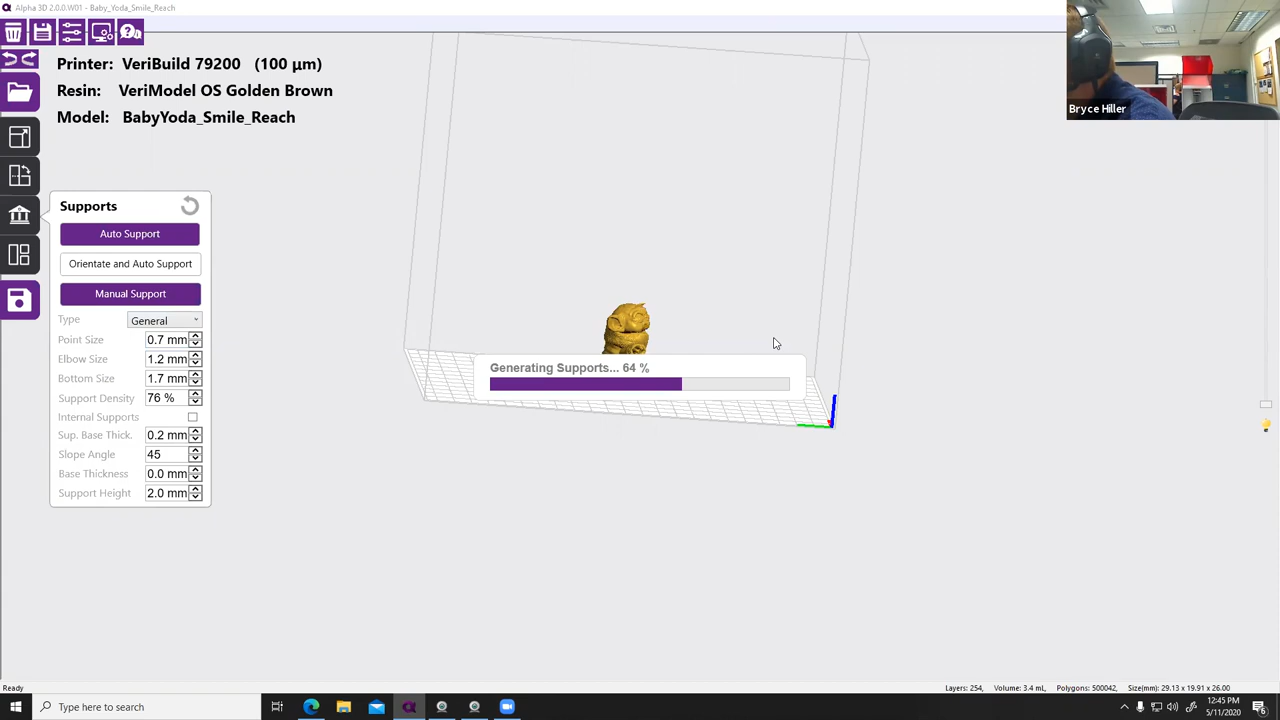 Alpha 3D 2.0.0.W01 - Baby_Yoda_Smile_Reach
Printer: VeriBuild 79200 (100 µm)
Resin: VeriModel OS Golden Brown
Model: BabyYoda_Smile_Reach
Bryce Hiller
Supports
Auto Support
Orientate and Auto Support
Manual Support
Type General
Point Size 0.7 mm
Elbow Size 1.2 mm
Bottom Size 1.7 mm
Support Density 76 %
Internal Supports
Sup. Base Thick. 0.2 mm
Slope Angle 45
Base Thickness 0.0 mm
Support Height 2.0 mm
Generating Supports... 64 %
Ready
Layers: 254, Volume: 3.4 mL, Polygons: 500042, Size(mm): 29.13 x 19.91 x 26.00
Type here to search
12:45 PM
5/11/2020
6